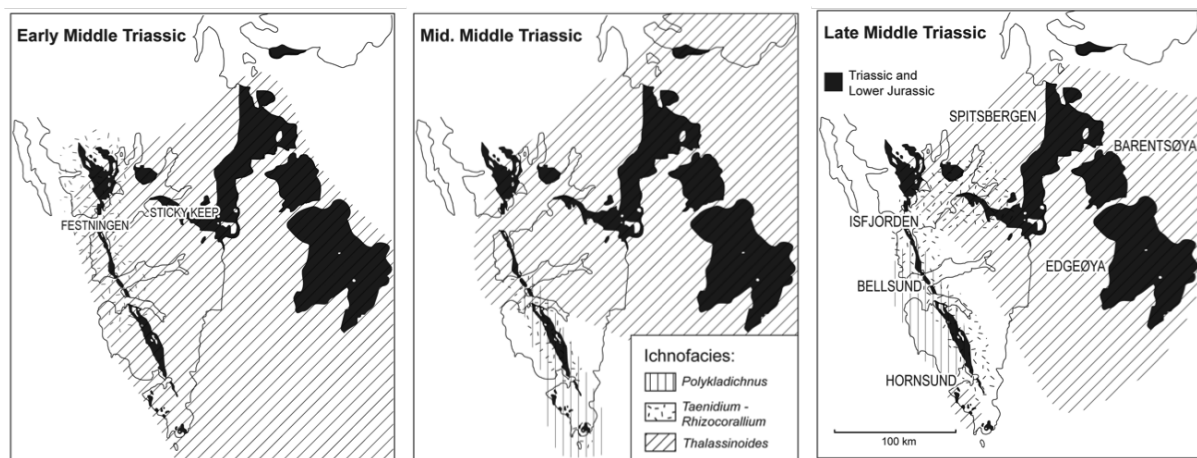 Early Middle Triassic
FESTNINGEN
STICKY KEEP
Mid. Middle Triassic
Ichnofacies:
Polykladichnus
Taenidium -
Rhizocorallium
Thalassinoides
Late Middle Triassic
Triassic and
Lower Jurassic
SPITSBERGEN
BARENTSØYA
ISFJORDEN
EDGEØYA
BELLSUND
HORNSUND
100 km